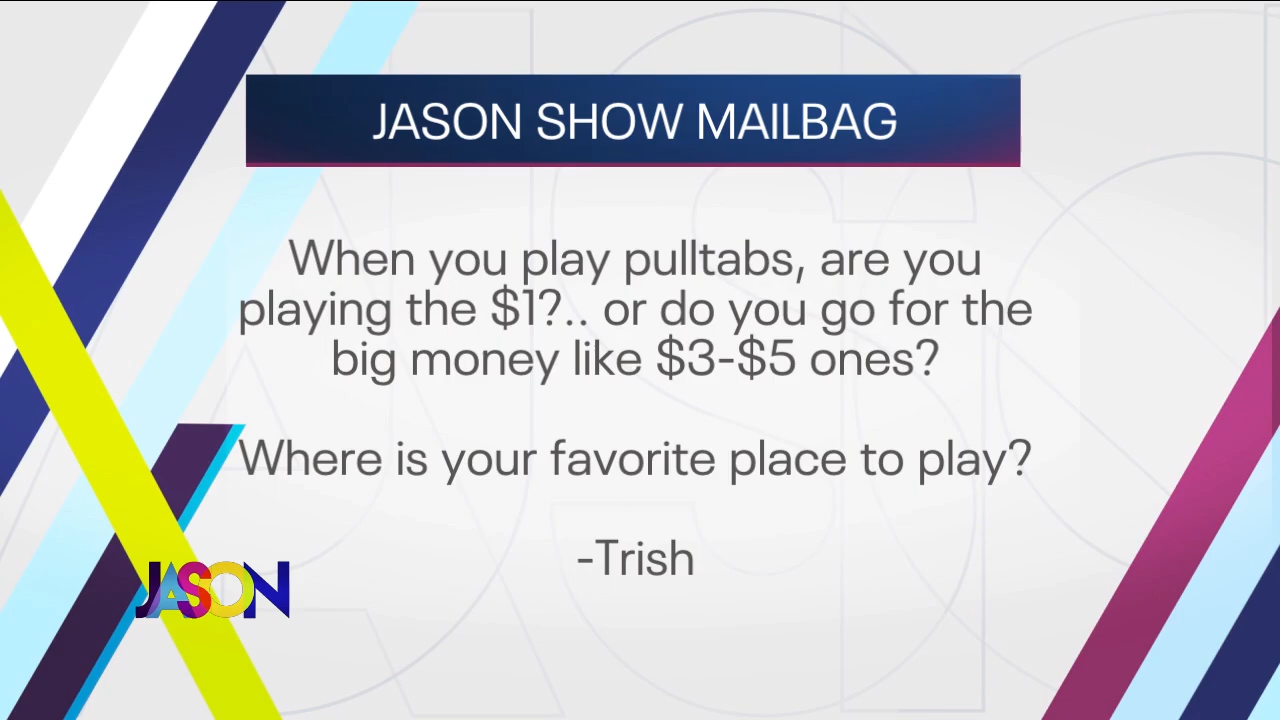 JASON SHOW MAILBAG
When you play pulltabs, are you
playing the $1?.. or do you go for the
big money like $3-$5 ones?
Where is your favorite place to play?
-Trish
JASON